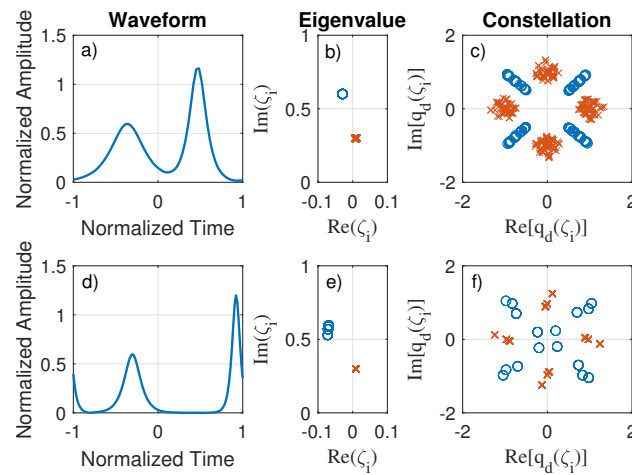 Waveform Eigenvalue Constellation
a) b) c)
Normalized Amplitude
1.5
1
0.5
0
-1 0 1
Normalized Time
Im(ζi)
1
0.5
0
-0.1 0 0.1
Re(ζi)
Im[qd(ζi)]
2
0
-2
-2 0 2
Re[qd(ζi)]
d) e) f)
Normalized Amplitude
1.5
1
0.5
0
-1 0 1
Normalized Time
Im(ζi)
1
0.5
0
-0.1 0 0.1
Re(ζi)
Im[qd(ζi)]
2
0
-2
-2 0 2
Re[qd(ζi)]